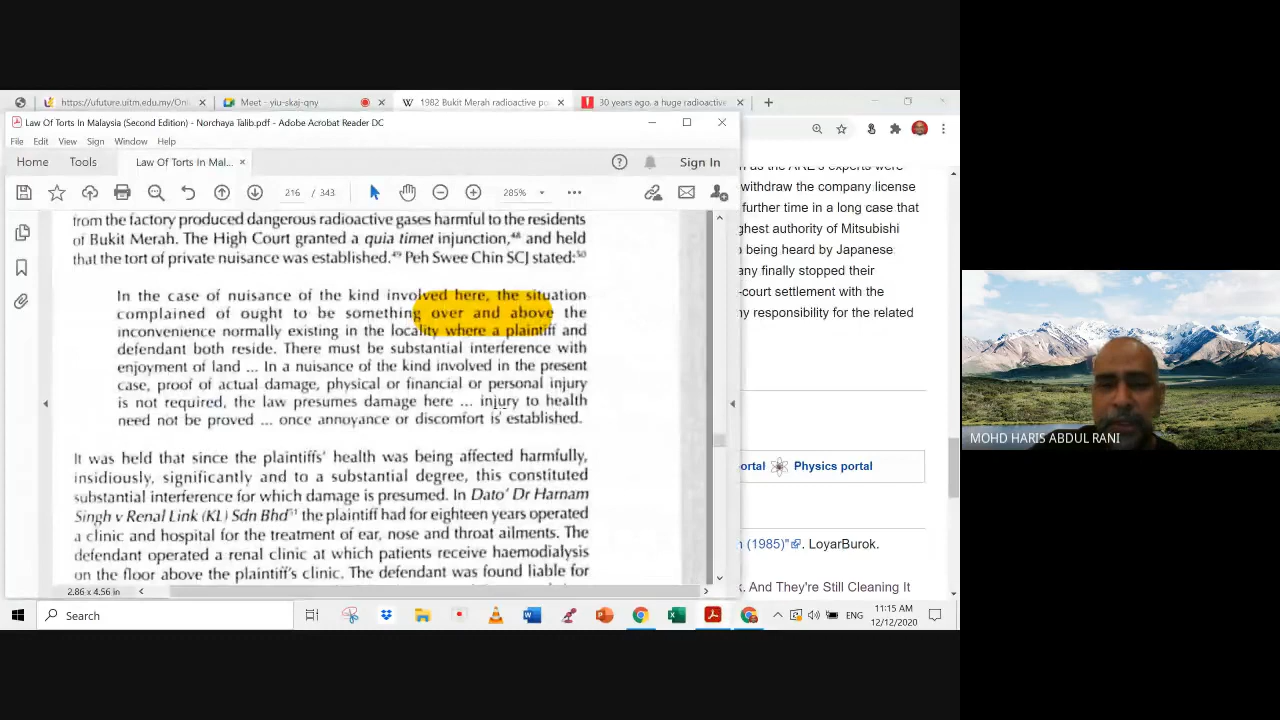 https://ufuture.uitm.edu.my/Onl
Meet - yiu-skaj-qny
1982 Bukit Merah radioactive po
30 years ago, a huge radioactive
Law Of Torts In Malaysia (Second Edition) - Norchaya Talib.pdf - Adobe Acrobat Reader DC
File Edit View Sign Window Help
Home Tools Law Of Torts In Mal... Sign In
216 / 343 285%
from the factory produced dangerous radioactive gases harmful to the residents
of Bukit Merah. The High Court granted a quia timet injunction,48 and held
that the tort of private nuisance was established.49 Peh Swee Chin SCJ stated:50
In the case of nuisance of the kind involved here, the situation
complained of ought to be something over and above the
inconvenience normally existing in the locality where a plaintiff and
defendant both reside. There must be substantial interference with
enjoyment of land ... In a nuisance of the kind involved in the present
case, proof of actual damage, physical or financial or personal injury
is not required, the law presumes damage here ... injury to health
need not be proved ... once annoyance or discomfort is established.
It was held that since the plaintiffs' health was being affected harmfully,
insidiously, significantly and to a substantial degree, this constituted
substantial interference for which damage is presumed. In Dato' Dr Harnam
Singh v Renal Link (KL) Sdn Bhd51 the plaintiff had for eighteen years operated
a clinic and hospital for the treatment of ear, nose and throat ailments. The
defendant operated a renal clinic at which patients receive haemodialysis
on the floor above the plaintiff's clinic. The defendant was found liable for
2.86 x 4.56 in
withdraw the company license
further time in a long case that
ghest authority of Mitsubishi
being heard by Japanese
any finally stopped their
-court settlement with the
ny responsibility for the related
ortal Physics portal
(1985)". LoyarBurok.
k. And They're Still Cleaning It
Search
ENG
11:15 AM
12/12/2020
MOHD HARIS ABDUL RANI